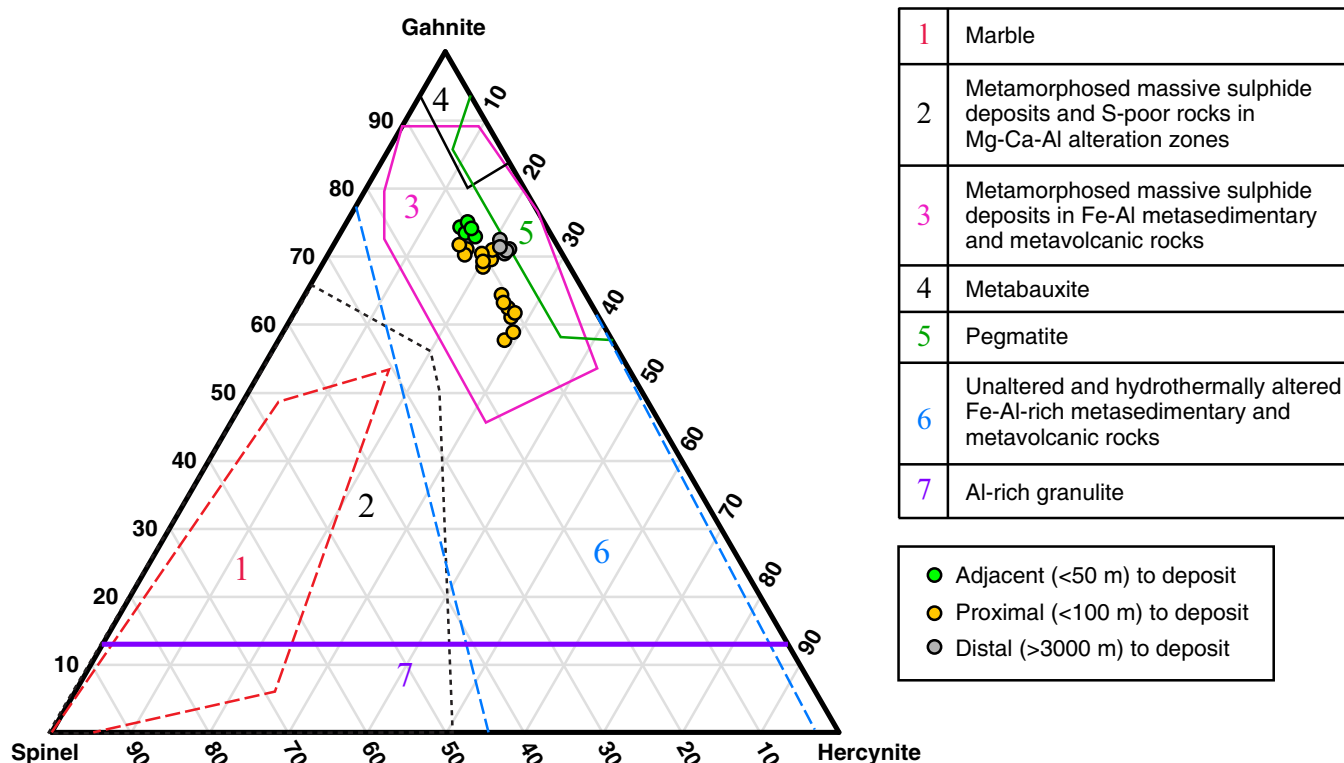 Gahnite
90
80
70
60
50
40
30
20
10
10
20
30
40
50
60
70
80
90
4
3
5
2
1
6
7
Spinel
90
80
70
60
50
40
30
20
10
Hercynite
1 Marble
2 Metamorphosed massive sulphide
deposits and S-poor rocks in
Mg-Ca-Al alteration zones
3 Metamorphosed massive sulphide
deposits in Fe-Al metasedimentary
and metavolcanic rocks
4 Metabauxite
5 Pegmatite
6 Unaltered and hydrothermally altered
Fe-Al-rich metasedimentary and
metavolcanic rocks
7 Al-rich granulite
Adjacent (<50 m) to deposit
Proximal (<100 m) to deposit
Distal (>3000 m) to deposit